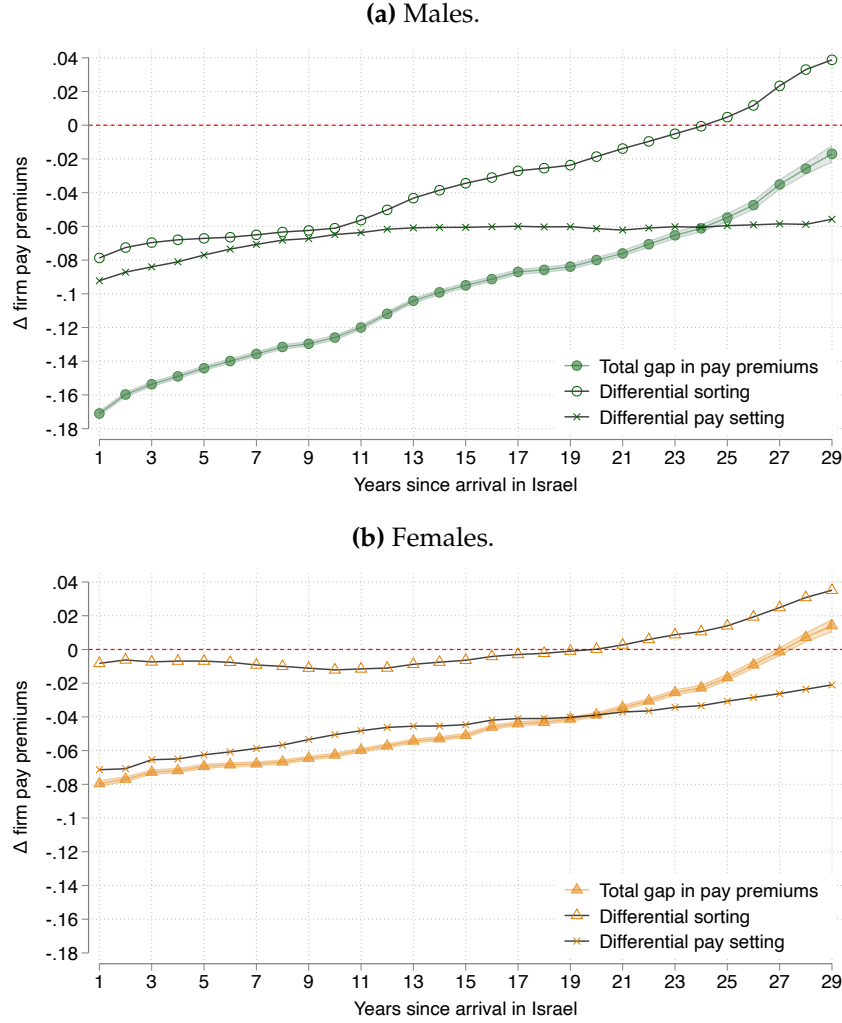 (a) Males.
.04
.02
0
-.02
-.04
-.06
-.08
-.1
-.12
-.14
-.16
-.18
Δ firm pay premiums
Total gap in pay premiums
Differential sorting
Differential pay setting
1 3 5 7 9 11 13 15 17 19 21 23 25 27 29
Years since arrival in Israel
(b) Females.
.04
.02
0
-.02
-.04
-.06
-.08
-.1
-.12
-.14
-.16
-.18
Δ firm pay premiums
Total gap in pay premiums
Differential sorting
Differential pay setting
1 3 5 7 9 11 13 15 17 19 21 23 25 27 29
Years since arrival in Israel